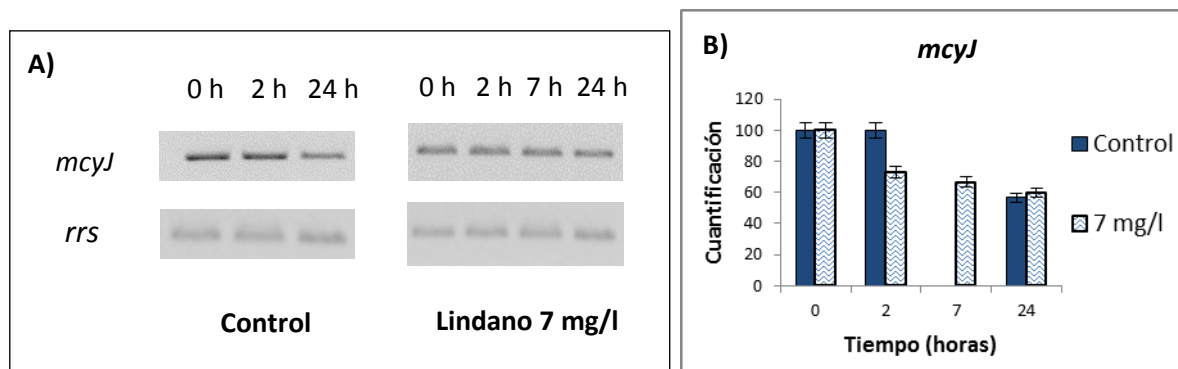 A)
0 h 2 h 24 h 0 h 2 h 7 h 24 h
mcyJ
rrs
Control Lindano 7 mg/l
B)
mcyJ
Cuantificación
120
100
80
60
40
20
0
0 2 7 24
Tiempo (horas)
Control
7 mg/l